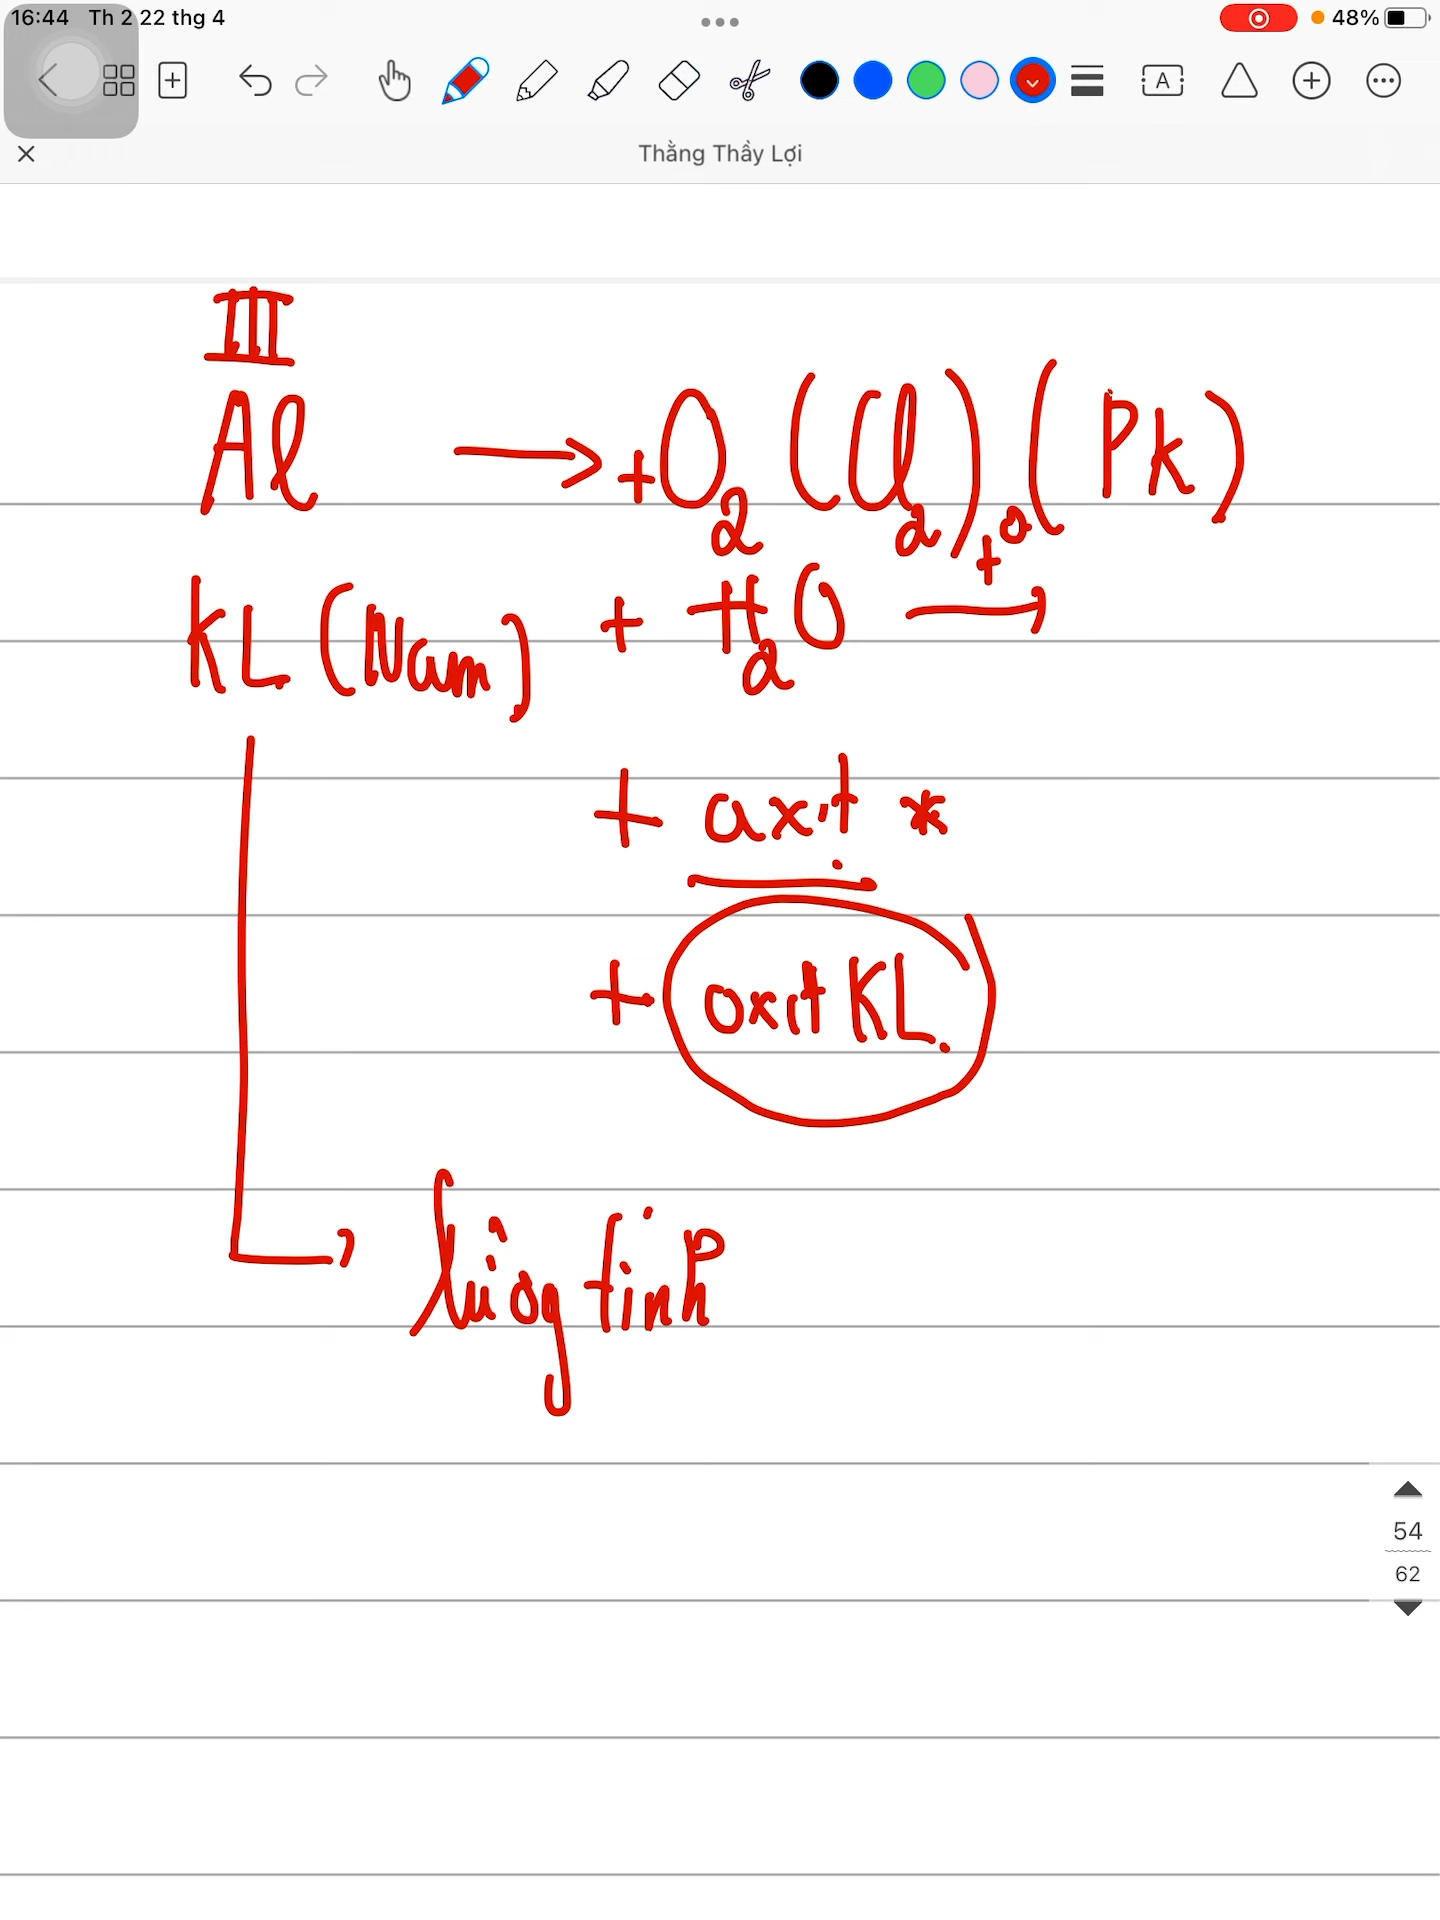 16:44 Th 2 22 thg 4 48%
A
Thằng Thầy Lợi
III
Al → +O₂ (Cl₂) (Pk)
KL (Nam) + H₂O →
+ axit *
+ oxit KL.
tính
54
62